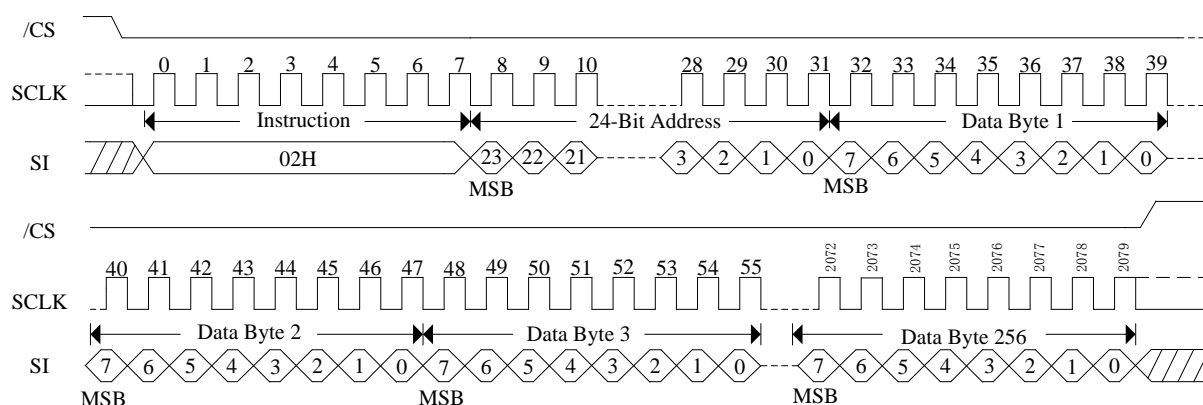 /CS
0 1 2 3 4 5 6 7 8 9 10 28 29 30 31 32 33 34 35 36 37 38 39
SCLK
Instruction 24-Bit Address Data Byte 1
SI 02H 23 22 21 3 2 1 0 7 6 5 4 3 2 1 0
MSB MSB
/CS
40 41 42 43 44 45 46 47 48 49 50 51 52 53 54 55 2072 2073 2074 2075 2076 2077 2078 2079
SCLK
Data Byte 2 Data Byte 3 Data Byte 256
SI 7 6 5 4 3 2 1 0 7 6 5 4 3 2 1 0 7 6 5 4 3 2 1 0
MSB MSB MSB